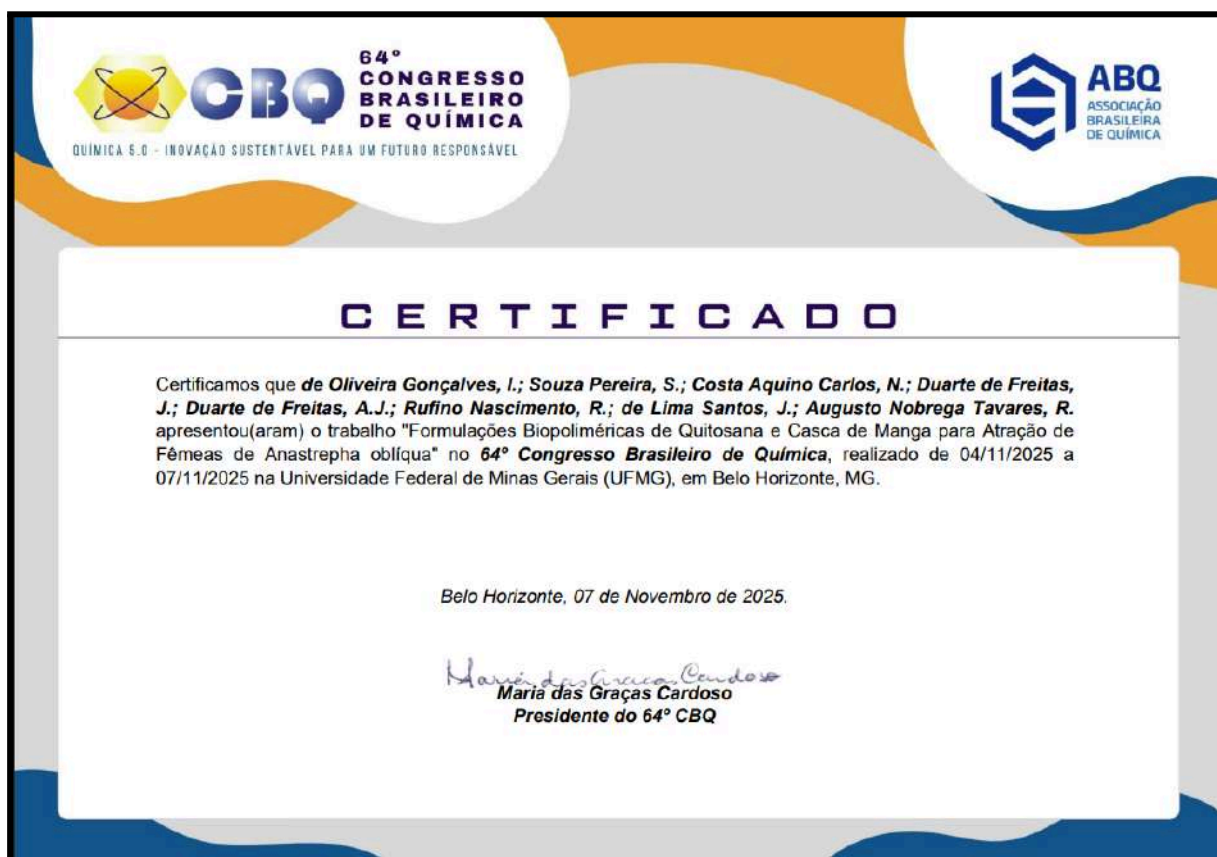 CBQ
64º
CONGRESSO
BRASILEIRO
DE QUÍMICA
QUÍMICA 5.0 - INOVAÇÃO SUSTENTÁVEL PARA UM FUTURO RESPONSÁVEL
ABQ
ASSOCIAÇÃO
BRASILEIRA
DE QUÍMICA
CERTIFICADO
Certificamos que de Oliveira Gonçalves, I.; Souza Pereira, S.; Costa Aquino Carlos, N.; Duarte de Freitas,
J.; Duarte de Freitas, A.J.; Rufino Nascimento, R.; de Lima Santos, J.; Augusto Nobrega Tavares, R.
apresentou(aram) o trabalho "Formulações Biopoliméricas de Quitosana e Casca de Manga para Atração de
Fêmeas de Anastrepha oblíqua" no 64º Congresso Brasileiro de Química, realizado de 04/11/2025 a
07/11/2025 na Universidade Federal de Minas Gerais (UFMG), em Belo Horizonte, MG.
Belo Horizonte, 07 de Novembro de 2025.
Maria das Graças Cardoso
Maria das Graças Cardoso
Presidente do 64º CBQ